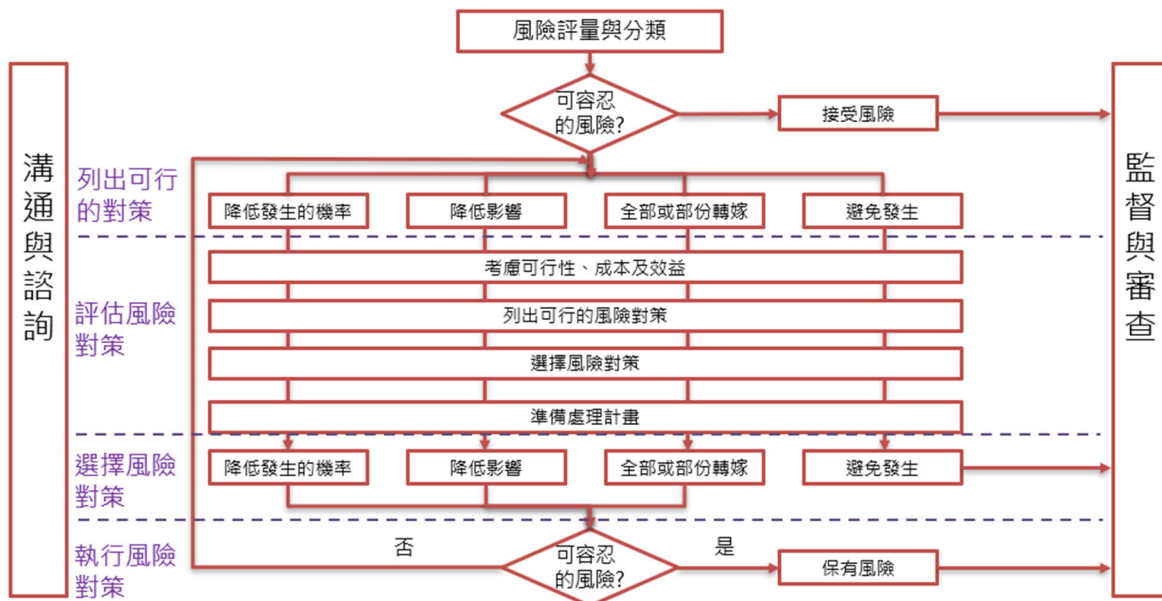 風險評量與分類
溝通與諮詢
監督與審查
可容忍
的風險?
接受風險
列出可行
的對策
降低發生的機率
降低影響
全部或部份轉嫁
避免發生
評估風險
對策
考慮可行性、成本及效益
列出可行的風險對策
選擇風險對策
準備處理計畫
選擇風險
對策
降低發生的機率
降低影響
全部或部份轉嫁
避免發生
執行風險
對策
否
可容忍
的風險?
是
保有風險